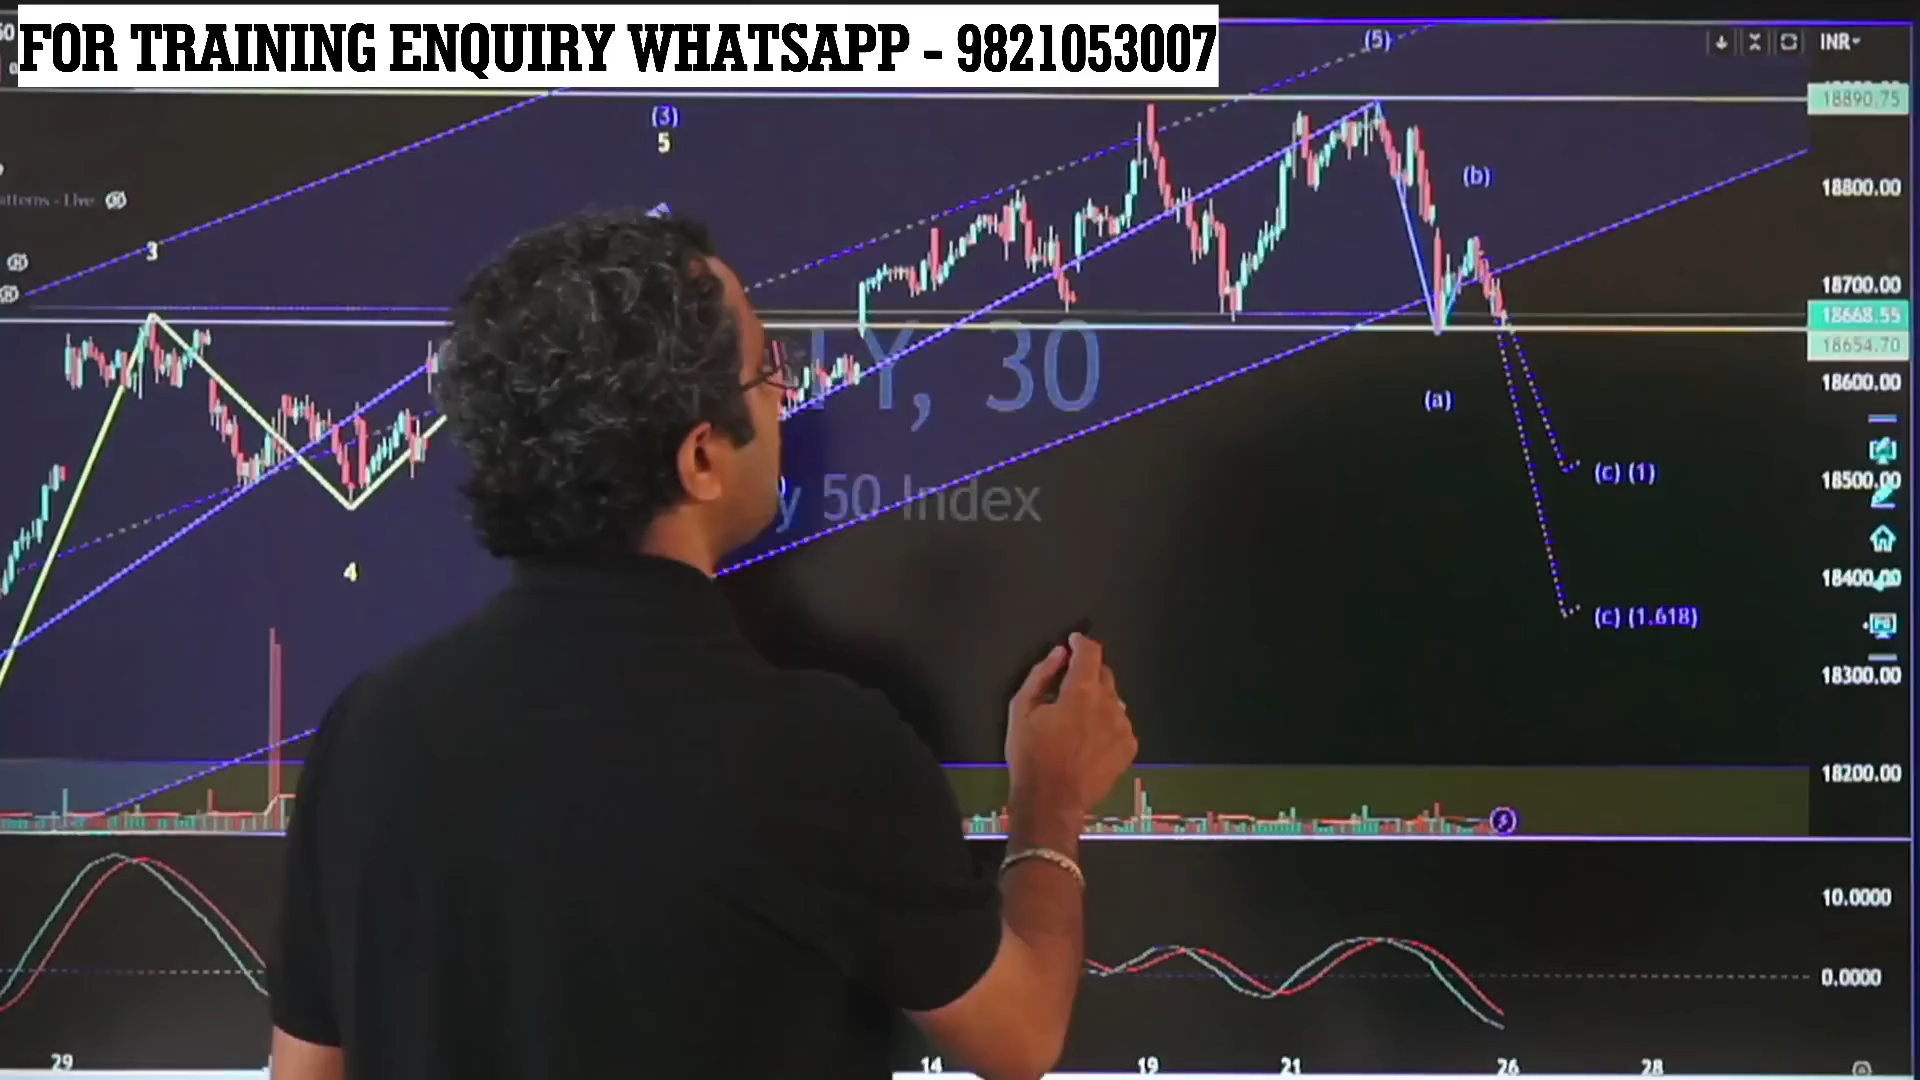 FOR TRAINING ENQUIRY WHATSAPP - 9821053007
(5)
INR
18890.75
(3)
5
(b)
18800.00
- Live
3
18700.00
18668.55
18654.70
Y, 30
18600.00
(a)
(c) (1)
18500.00
y 50 Index
4
18400.00
(c) (1.618)
18300.00
18200.00
10.0000
0.0000
29
14
19
21
26
28